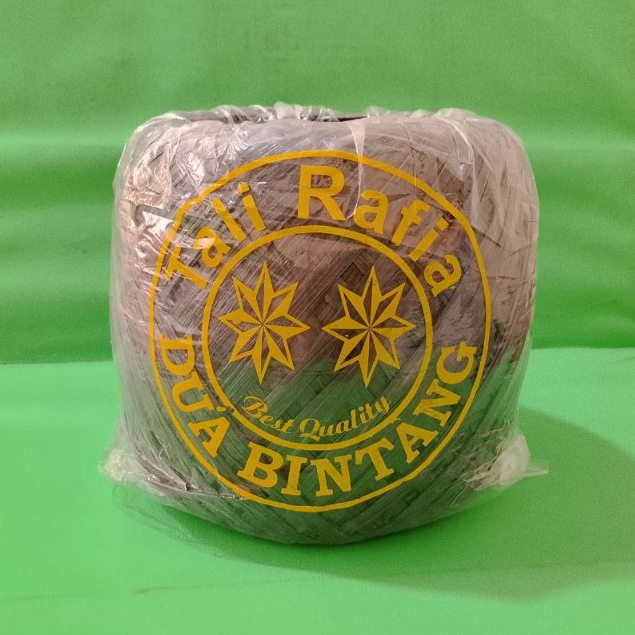 Tali Rafia
Best Quality
DUA BINTANG